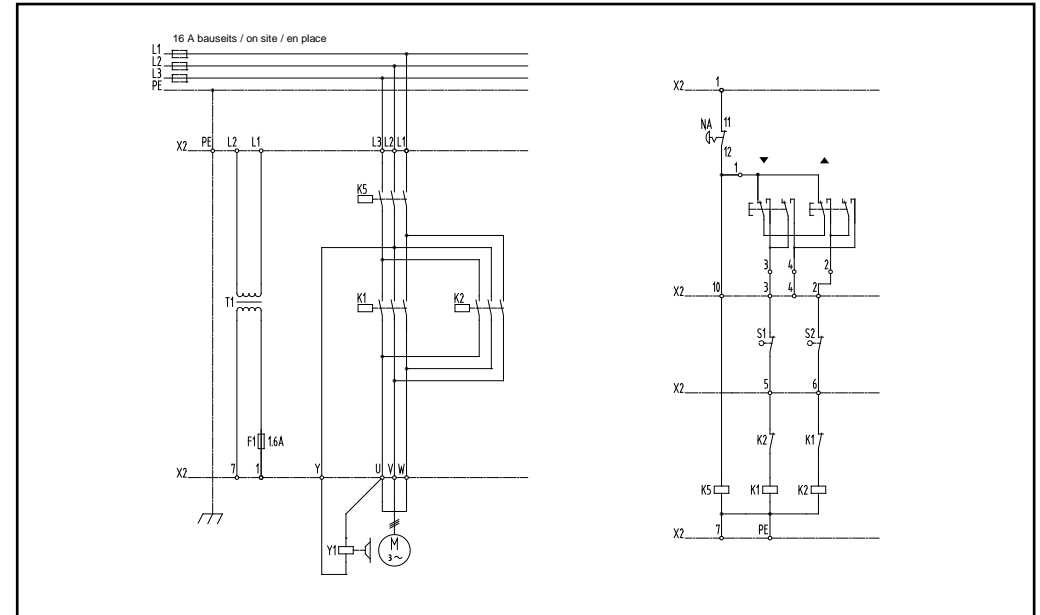 16 A bauseits / on site / en place
L1
L2
L3
PE
X2 PE L2 L1 L3 L2 L1
K5
T1
K1 K2
F1 1.6A
X2 7 1 Y U V W
Y1
M
3~
X2 1
NA 11
12
1
3 4 2
X2 10 3 4 2
S1 S2
X2 5 6
K2 K1
K5 K1 K2
X2 7 PE